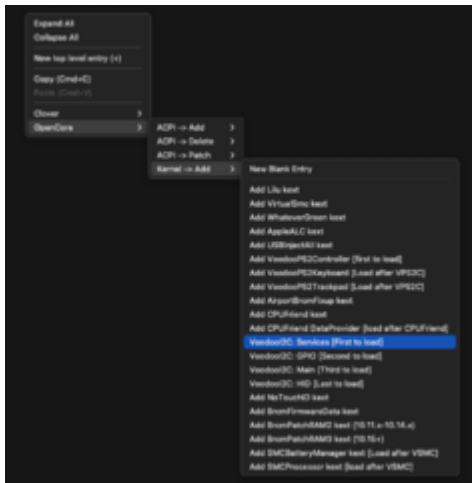 Expand All
Collapse All
New top level entry (+)
Copy (Cmd+C)
Paste (Cmd+V)
Clover
OpenCore
ACPI -> Add
ACPI -> Delete
ACPI -> Patch
Kernel -> Add
New Blank Entry
Add Lilu kext
Add VirtualSmc kext
Add WhateverGreen kext
Add AppleALC kext
Add USBInjectAll kext
Add VoodooPS2Controller [first to load]
Add VoodooPS2Keyboard [Load after VPS2C]
Add VoodooPS2Trackpad [Load after VPS2C]
Add AirportBrcmFixup kext
Add CPUFriend kext
Add CPUFriend DataProvider [load after CPUFriend]
VoodooI2C: Services [First to load]
VoodooI2C: GPIO [Second to load]
VoodooI2C: Main [Third to load]
VoodooI2C: HID [Last to load]
Add NoTouchID kext
Add BrcmFirmwareData kext
Add BrcmPatchRAM2 kext (10.11.x-10.14.x)
Add BrcmPatchRAM3 kext (10.15+)
Add SMCBatteryManager kext [Load after VSMC]
Add SMCProcessor kext [load after VSMC]